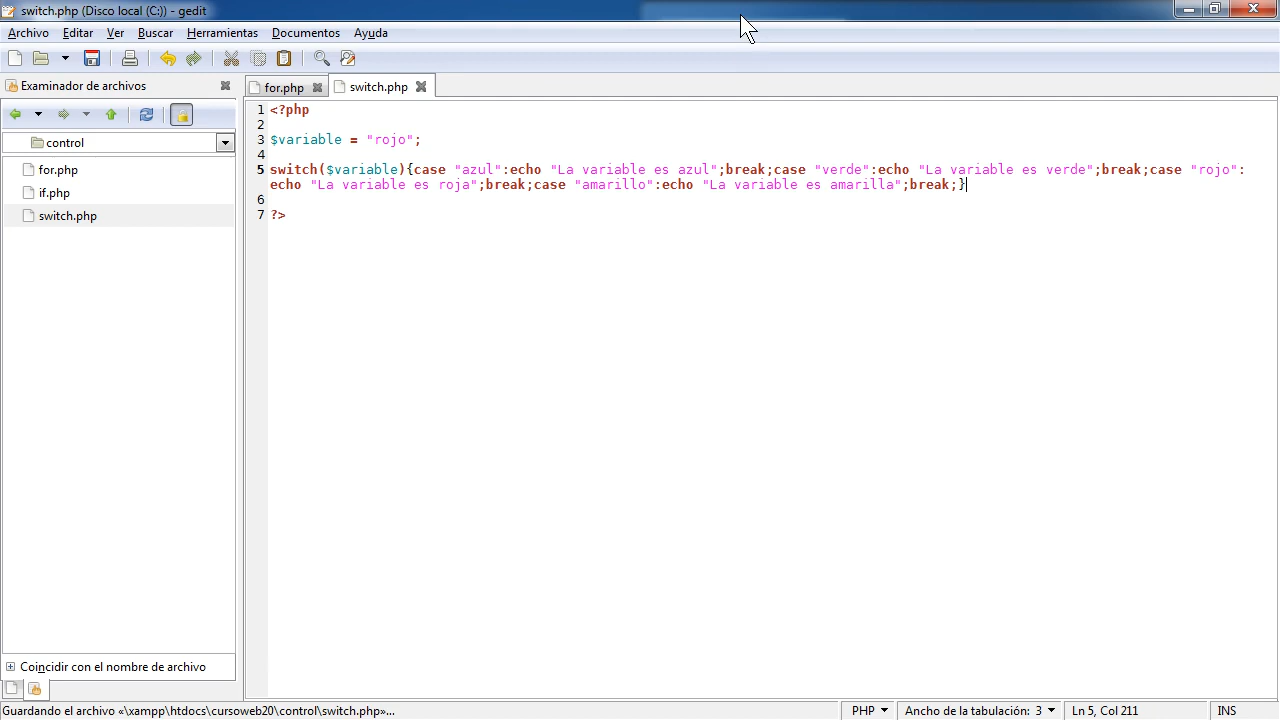 switch.php (Disco local (C:)) - gedit
Archivo Editar Ver Buscar Herramientas Documentos Ayuda
Examinador de archivos
for.php switch.php
control
for.php
if.php
switch.php
1 <?php
2
3 $variable = "rojo";
4
5 switch($variable){case "azul":echo "La variable es azul";break;case "verde":echo "La variable es verde";break;case "rojo":
echo "La variable es roja";break;case "amarillo":echo "La variable es amarilla";break;}
6
7 ?>
Coincidir con el nombre de archivo
Guardando el archivo «\xampp\htdocs\cursoweb20\control\switch.php»... PHP Ancho de la tabulación: 3 Ln 5, Col 211 INS